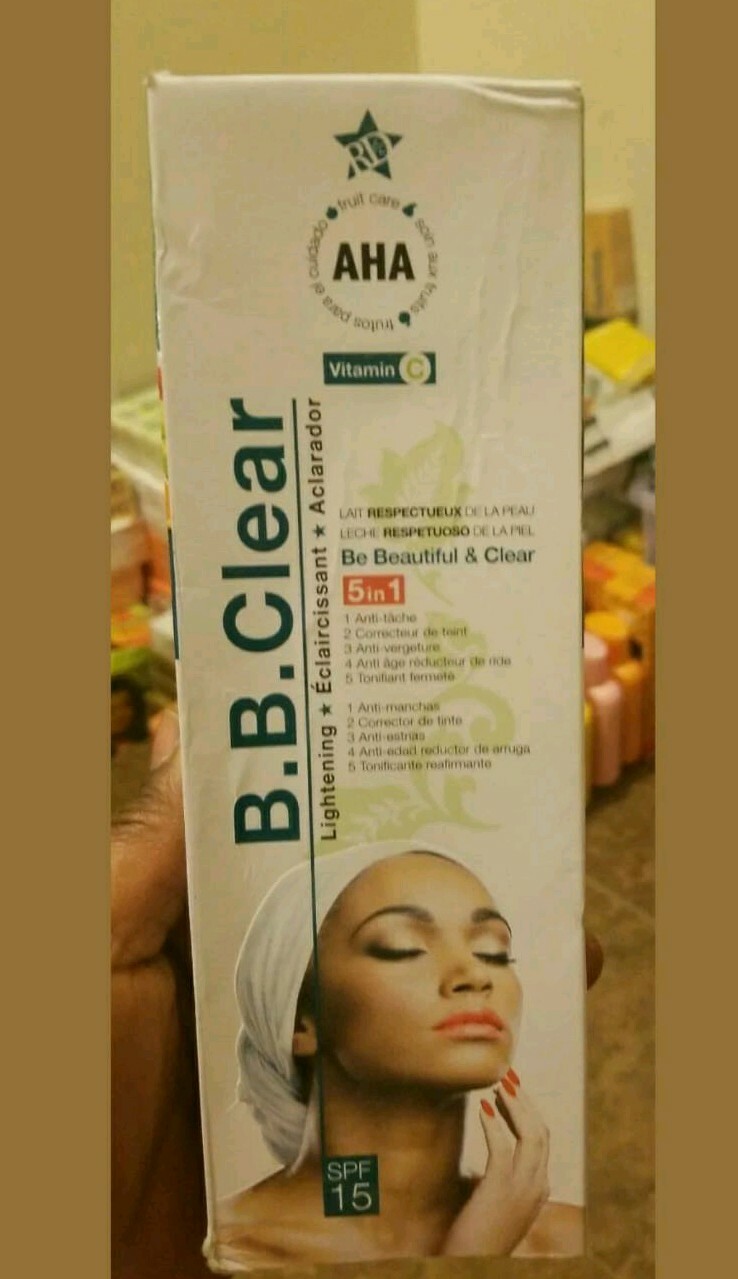 RD
AHA
fruit care
soin aux fruits
frutos para el cuidado
Vitamin C
B.B.Clear
Lightening ★ Éclaircissant ★ Aclarador
LAIT RESPECTUEUX DE LA PEAU
LECHE RESPETUOSO DE LA PIEL
Be Beautiful & Clear
5in1
1 Anti-tâche
2 Correcteur de teint
3 Anti-vergeture
4 Anti âge réducteur de ride
5 Tonifiant fermeté
1 Anti-manchas
2 Corrector de tinte
3 Anti-estrias
4 Anti-edad reductor de arruga
5 Tonificante reafirmante
SPF
15